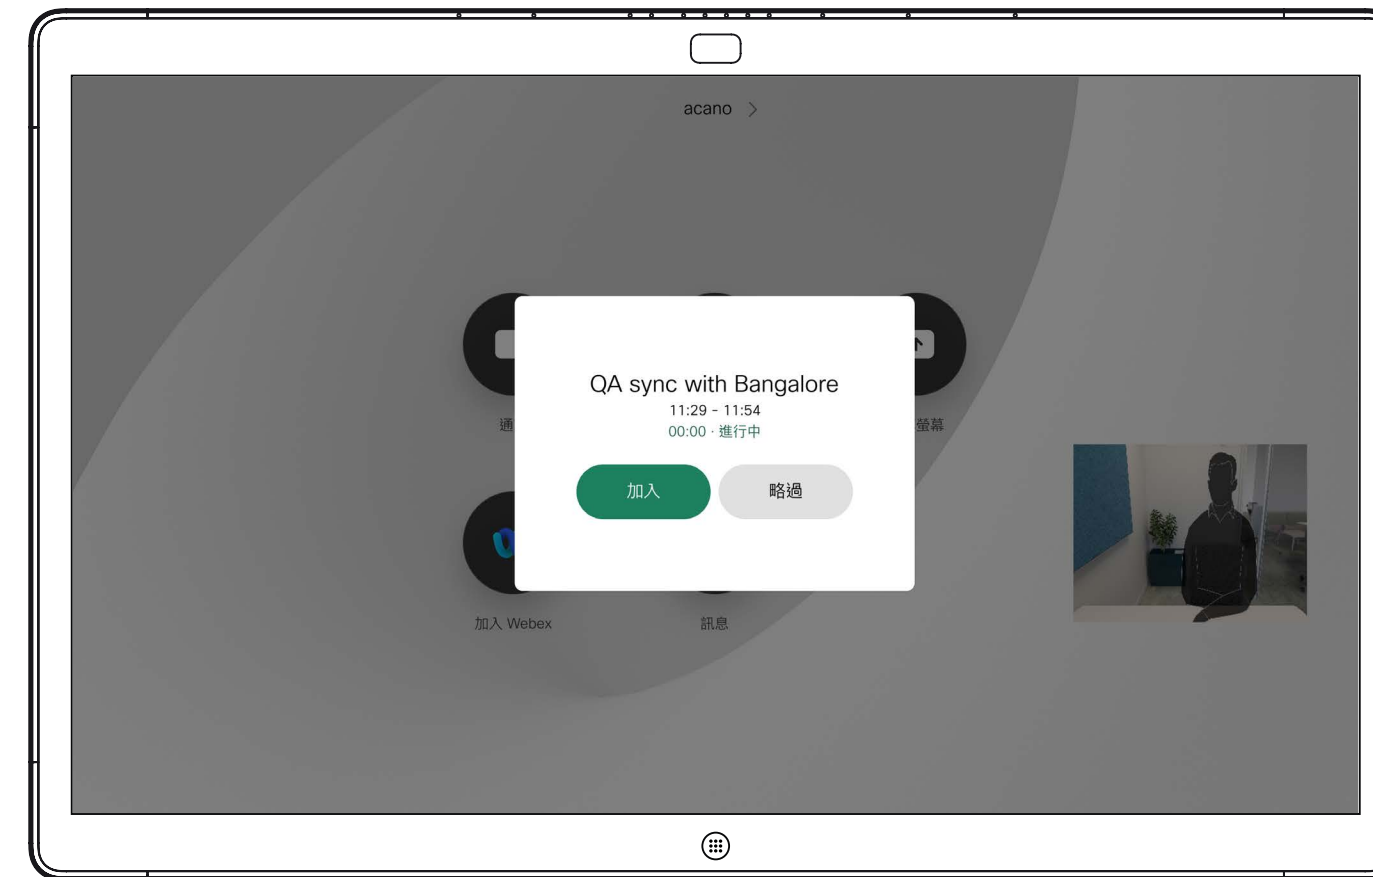 acano
QA sync with Bangalore
11:29 - 11:54
00:00 · 進行中
加入
略過
通
螢幕
加入 Webex
訊息